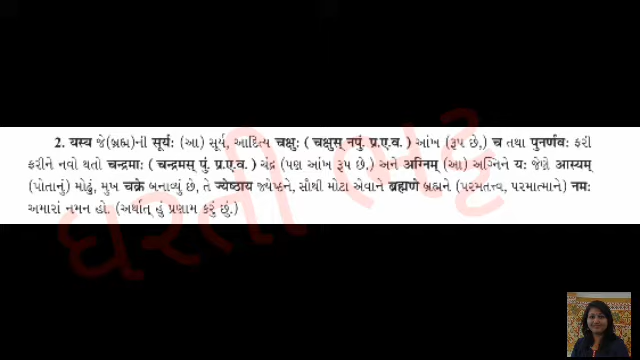 2. यस्य જે(બ્રહ્મ)ની सूर्यः (આ) સૂર્ય, આદિત્ય चक्षुः ( चक्षुस् नपुं. प्र.ए.व. ) આંખ (રૂપ છે,) च તથા पुनर्णवः ફરી
ફરીને નવો થતો चन्द्रमाः ( चन्द्रमस् पुं. प्र.ए.व. ) ચંદ્ર (પણ આંખ રૂપ છે,) અને अग्निम् (આ) અગ્નિને यः જેણે आस्यम्
(પોતાનું) મોઢું, મુખ चक्रे બનાવ્યું છે, તે ज्येष्ठाय જ્યેષ્ઠને, સૌથી મોટા એવાને ब्रह्मणे બ્રહ્મને (પરમતત્ત્વ, પરમાત્માને) नमः
અમારાં નમન હો. (અર્થાત્ હું પ્રણામ કરું છું.)
ધરતી ભટ્ટ